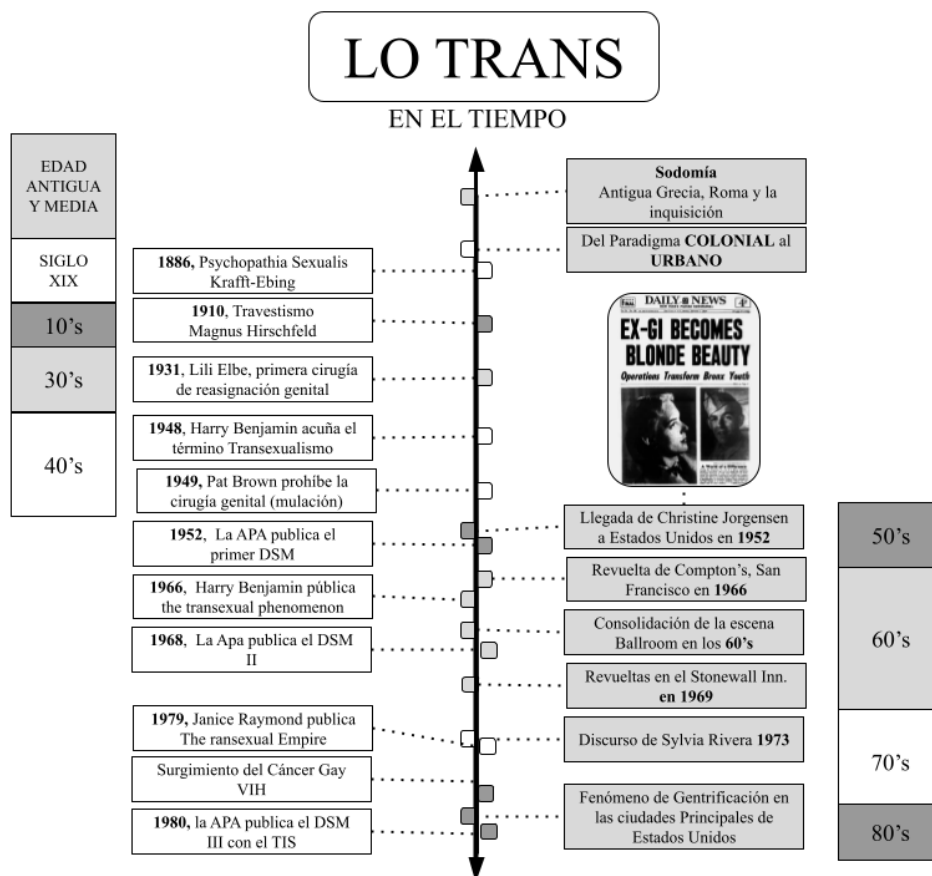 LO TRANS
EN EL TIEMPO
EDAD
ANTIGUA
Y MEDIA
SIGLO
XIX
10's
30's
40's
1886, Psychopathia Sexualis
Krafft-Ebing
1910, Travestismo
Magnus Hirschfeld
1931, Lili Elbe, primera cirugía
de reasignación genital
1948, Harry Benjamin acuña el
término Transexualismo
1949, Pat Brown prohíbe la
cirugía genital (mulación)
1952, La APA publica el
primer DSM
1966, Harry Benjamin pública
the transexual phenomenon
1968, La Apa publica el DSM
II
1979, Janice Raymond publica
The ransexual Empire
Surgimiento del Cáncer Gay
VIH
1980, la APA publica el DSM
III con el TIS
Sodomía
Antigua Grecia, Roma y la
inquisición
Del Paradigma COLONIAL al
URBANO
DAILY NEWS
EX-GI BECOMES
BLONDE BEAUTY
Operations Transform Bronx Youth
Llegada de Christine Jorgensen
a Estados Unidos en 1952
Revuelta de Compton's, San
Francisco en 1966
Consolidación de la escena
Ballroom en los 60's
Revueltas en el Stonewall Inn.
en 1969
Discurso de Sylvia Rivera 1973
Fenómeno de Gentrificación en
las ciudades Principales de
Estados Unidos
50's
60's
70's
80's